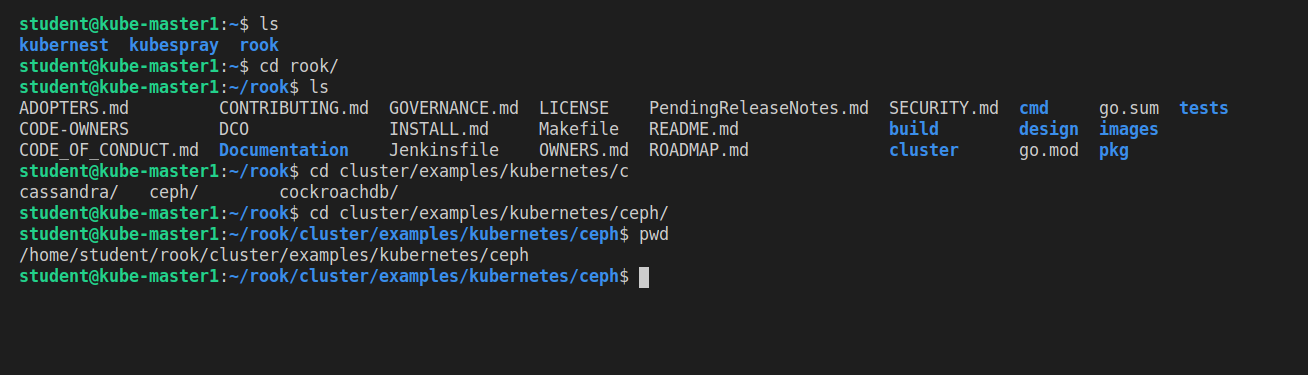 student@kube-master1:~$ ls
kubernest  kubespray  rook
student@kube-master1:~$ cd rook/
student@kube-master1:~/rook$ ls
ADOPTERS.md         CONTRIBUTING.md  GOVERNANCE.md  LICENSE    PendingReleaseNotes.md  SECURITY.md  cmd     go.sum  tests
CODE-OWNERS         DCO              INSTALL.md     Makefile   README.md               build        design  images
CODE_OF_CONDUCT.md  Documentation    Jenkinsfile    OWNERS.md  ROADMAP.md              cluster      go.mod  pkg
student@kube-master1:~/rook$ cd cluster/examples/kubernetes/c
cassandra/   ceph/        cockroachdb/
student@kube-master1:~/rook$ cd cluster/examples/kubernetes/ceph/
student@kube-master1:~/rook/cluster/examples/kubernetes/ceph$ pwd
/home/student/rook/cluster/examples/kubernetes/ceph
student@kube-master1:~/rook/cluster/examples/kubernetes/ceph$